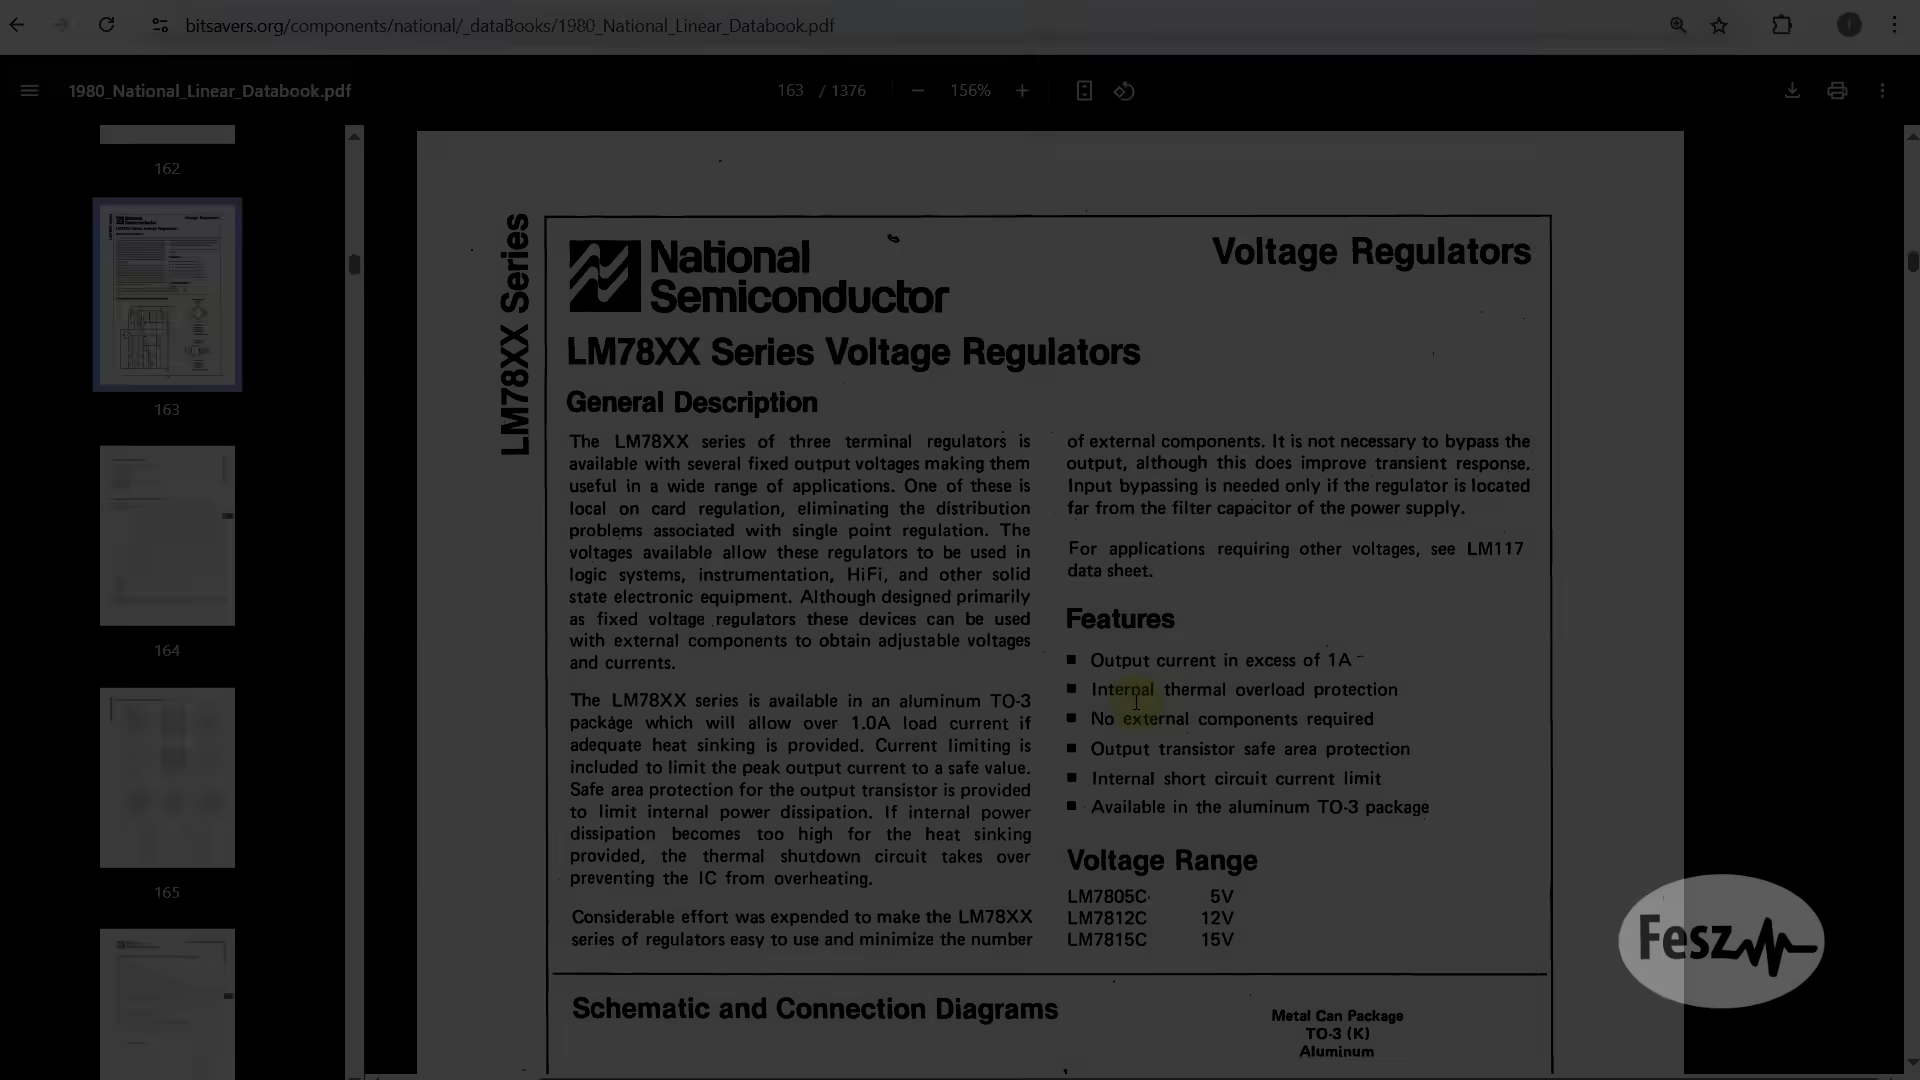 bitsavers.org/components/national/_dataBooks/1980_National_Linear_Databook.pdf
1980_National_Linear_Databook.pdf
163 / 1376
156%
162
163
164
165
LM78XX Series
National
Semiconductor
Voltage Regulators
LM78XX Series Voltage Regulators
General Description
The LM78XX series of three terminal regulators is
available with several fixed output voltages making them
useful in a wide range of applications. One of these is
local on card regulation, eliminating the distribution
problems associated with single point regulation. The
voltages available allow these regulators to be used in
logic systems, instrumentation, HiFi, and other solid
state electronic equipment. Although designed primarily
as fixed voltage regulators these devices can be used
with external components to obtain adjustable voltages
and currents.
The LM78XX series is available in an aluminum TO-3
package which will allow over 1.0A load current if
adequate heat sinking is provided. Current limiting is
included to limit the peak output current to a safe value.
Safe area protection for the output transistor is provided
to limit internal power dissipation. If internal power
dissipation becomes too high for the heat sinking
provided, the thermal shutdown circuit takes over
preventing the IC from overheating.
Considerable effort was expended to make the LM78XX
series of regulators easy to use and minimize the number
of external components. It is not necessary to bypass the
output, although this does improve transient response.
Input bypassing is needed only if the regulator is located
far from the filter capacitor of the power supply.
For applications requiring other voltages, see LM117
data sheet.
Features
■ Output current in excess of 1A
■ Internal thermal overload protection
■ No external components required
■ Output transistor safe area protection
■ Internal short circuit current limit
■ Available in the aluminum TO-3 package
Voltage Range
LM7805C 5V
LM7812C 12V
LM7815C 15V
Schematic and Connection Diagrams
Metal Can Package
TO-3 (K)
Aluminum
Fesz